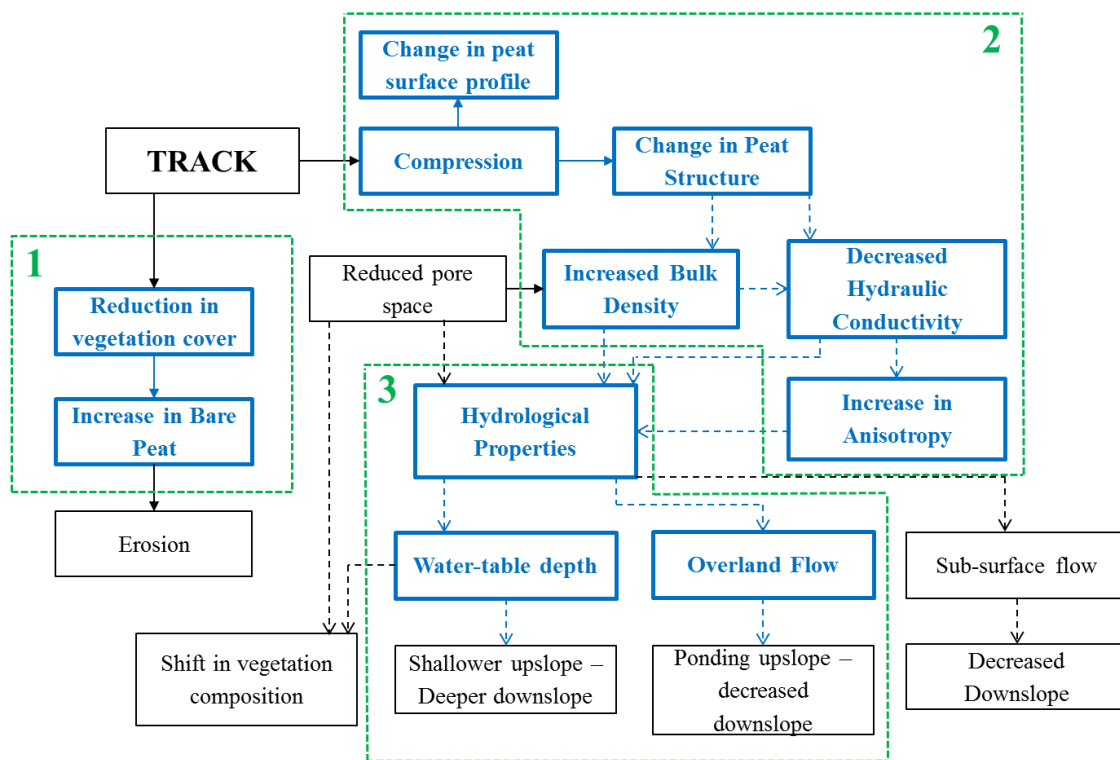 2
Change in peat
surface profile
TRACK
Compression
Change in Peat
Structure
1
Reduced pore
space
Increased Bulk
Density
Decreased
Hydraulic
Conductivity
Reduction in
vegetation cover
3
Hydrological
Properties
Increase in
Anisotropy
Increase in Bare
Peat
Erosion
Water-table depth
Overland Flow
Sub-surface flow
Shift in vegetation
composition
Shallower upslope –
Deeper downslope
Ponding upslope –
decreased
downslope
Decreased
Downslope